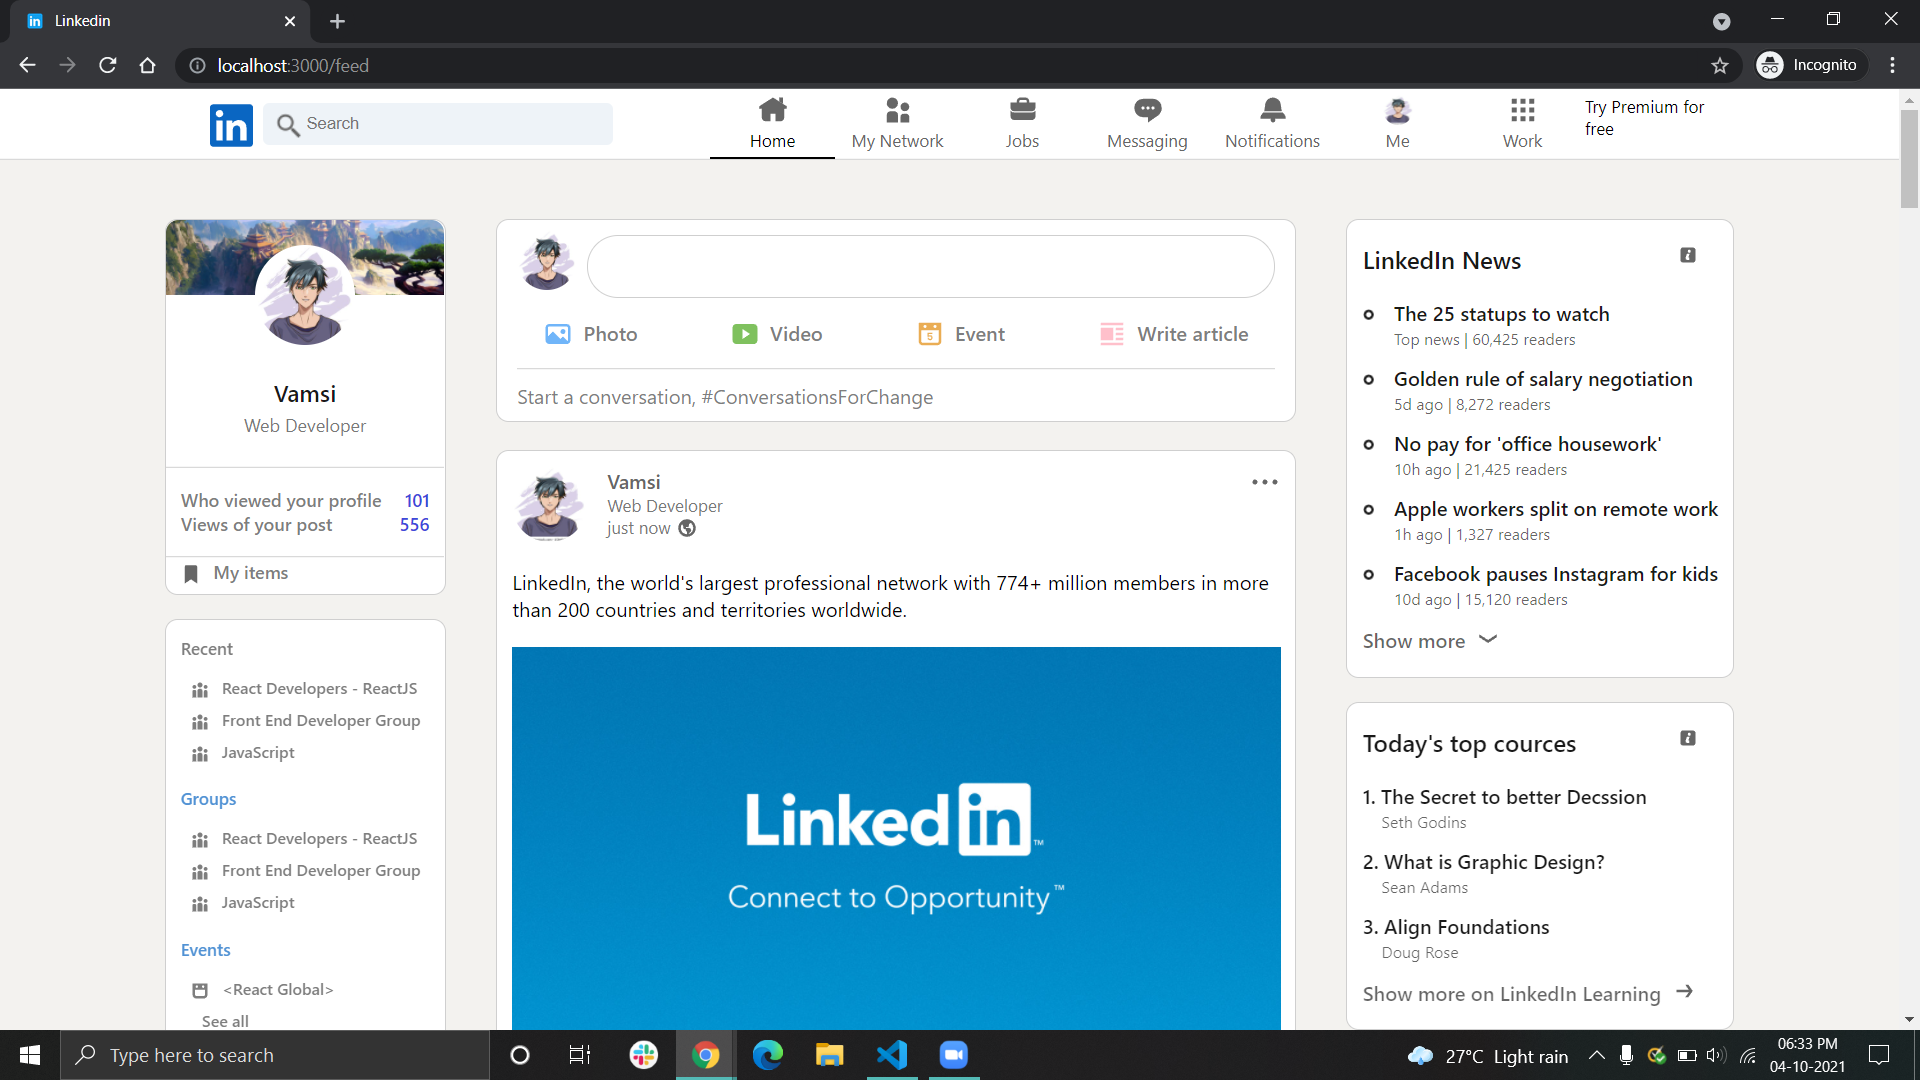 Linkedin
localhost:3000/feed
Incognito
in
Search
Home
My Network
Jobs
Messaging
Notifications
Me
Work
Try Premium for
free
Vamsi
Web Developer
Who viewed your profile 101
Views of your post 556
My items
Recent
React Developers - ReactJS
Front End Developer Group
JavaScript
Groups
React Developers - ReactJS
Front End Developer Group
JavaScript
Events
<React Global>
See all
Photo
Video
5
Event
Write article
Start a conversation, #ConversationsForChange
Vamsi
Web Developer
just now
LinkedIn, the world's largest professional network with 774+ million members in more
than 200 countries and territories worldwide.
Linked in™
Connect to Opportunity™
LinkedIn News
The 25 statups to watch
Top news | 60,425 readers
Golden rule of salary negotiation
5d ago | 8,272 readers
No pay for 'office housework'
10h ago | 21,425 readers
Apple workers split on remote work
1h ago | 1,327 readers
Facebook pauses Instagram for kids
10d ago | 15,120 readers
Show more
Today's top cources
1. The Secret to better Decssion
Seth Godins
2. What is Graphic Design?
Sean Adams
3. Align Foundations
Doug Rose
Show more on LinkedIn Learning
Type here to search
27°C Light rain
06:33 PM
04-10-2021